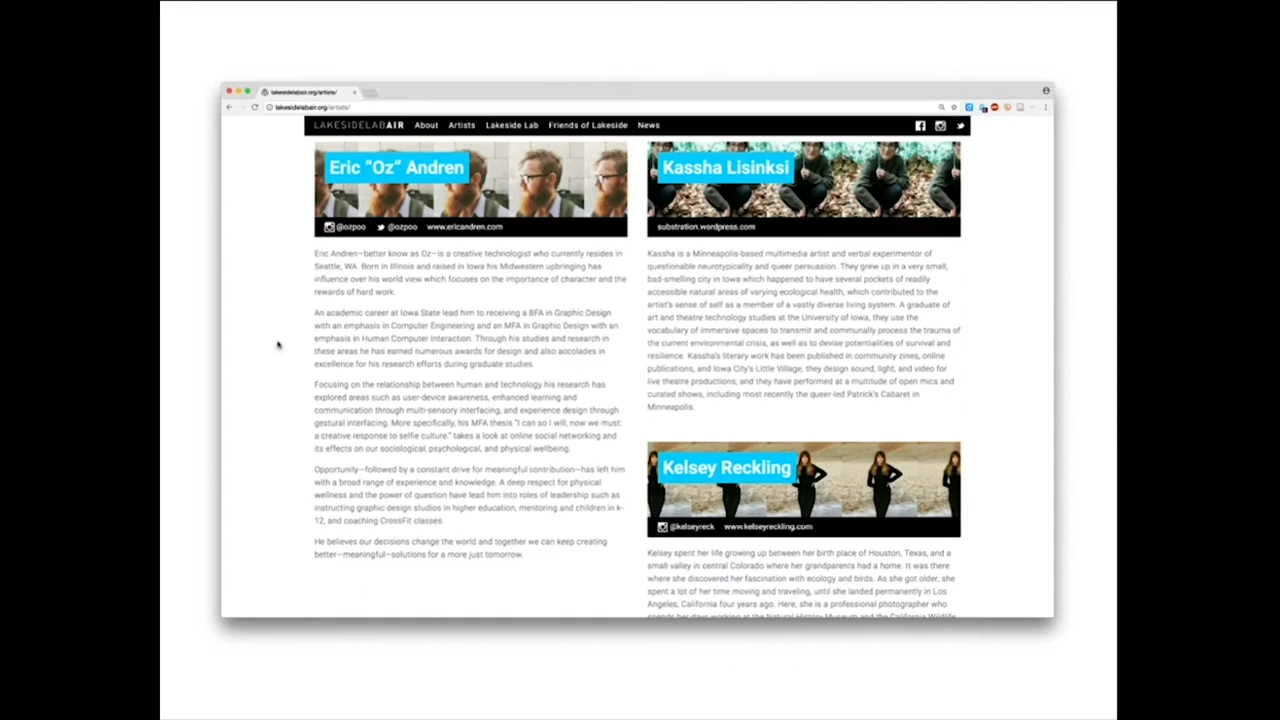 lakesidelabair.org/artists/
lakesidelabair.org/artists/
LAKESIDELABAIR About Artists Lakeside Lab Friends of Lakeside News
Eric “Oz” Andren
@ozpoo @ozpoo www.ericandren.com
Eric Andren—better know as Oz—is a creative technologist who currently resides in
Seattle, WA. Born in Illinois and raised in Iowa his Midwestern upbringing has
influence over his world view which focuses on the importance of character and the
rewards of hard work.
An academic career at Iowa State lead him to receiving a BFA in Graphic Design
with an emphasis in Computer Engineering and an MFA in Graphic Design with an
emphasis in Human Computer Interaction. Through his studies and research in
these areas he has earned numerous awards for design and also accolades in
excellence for his research efforts during graduate studies.
Focusing on the relationship between human and technology his research has
explored areas such as user-device awareness, enhanced learning and
communication through multi-sensory interfacing, and experience design through
gestural interfacing. More specifically, his MFA thesis “I can so I will, now we must:
a creative response to selfie culture.” takes a look at online social networking and
its effects on our sociological, psychological, and physical wellbeing.
Opportunity—followed by a constant drive for meaningful contribution—has left him
with a broad range of experience and knowledge. A deep respect for physical
wellness and the power of question have lead him into roles of leadership such as
instructing graphic design studios in higher education, mentoring and children in k-
12, and coaching CrossFit classes.
He believes our decisions change the world and together we can keep creating
better—meaningful—solutions for a more just tomorrow.
Kassha Lisinksi
substration.wordpress.com
Kassha is a Minneapolis-based multimedia artist and verbal experimentor of
questionable neurotypicality and queer persuasion. They grew up in a very small,
bad-smelling city in Iowa which happened to have several pockets of readily
accessible natural areas of varying ecological health, which contributed to the
artist's sense of self as a member of a vastly diverse living system. A graduate of
art and theatre technology studies at the University of Iowa, they use the
vocabulary of immersive spaces to transmit and communally process the trauma of
the current environmental crisis, as well as to devise potentialities of survival and
resilience. Kassha's literary work has been published in community zines, online
publications, and Iowa City's Little Village; they design sound, light, and video for
live theatre productions; and they have performed at a multitude of open mics and
curated shows, including most recently the queer-led Patrick's Cabaret in
Minneapolis.
Kelsey Reckling
@kelseyreck www.kelseyreckling.com
Kelsey spent her life growing up between her birth place of Houston, Texas, and a
small valley in central Colorado where her grandparents had a home. It was there
where she discovered her fascination with ecology and birds. As she got older, she
spent a lot of her time moving and traveling, until she landed permanently in Los
Angeles, California four years ago. Here, she is a professional photographer who
spends her days working at the Natural History Museum and the California Wildlife